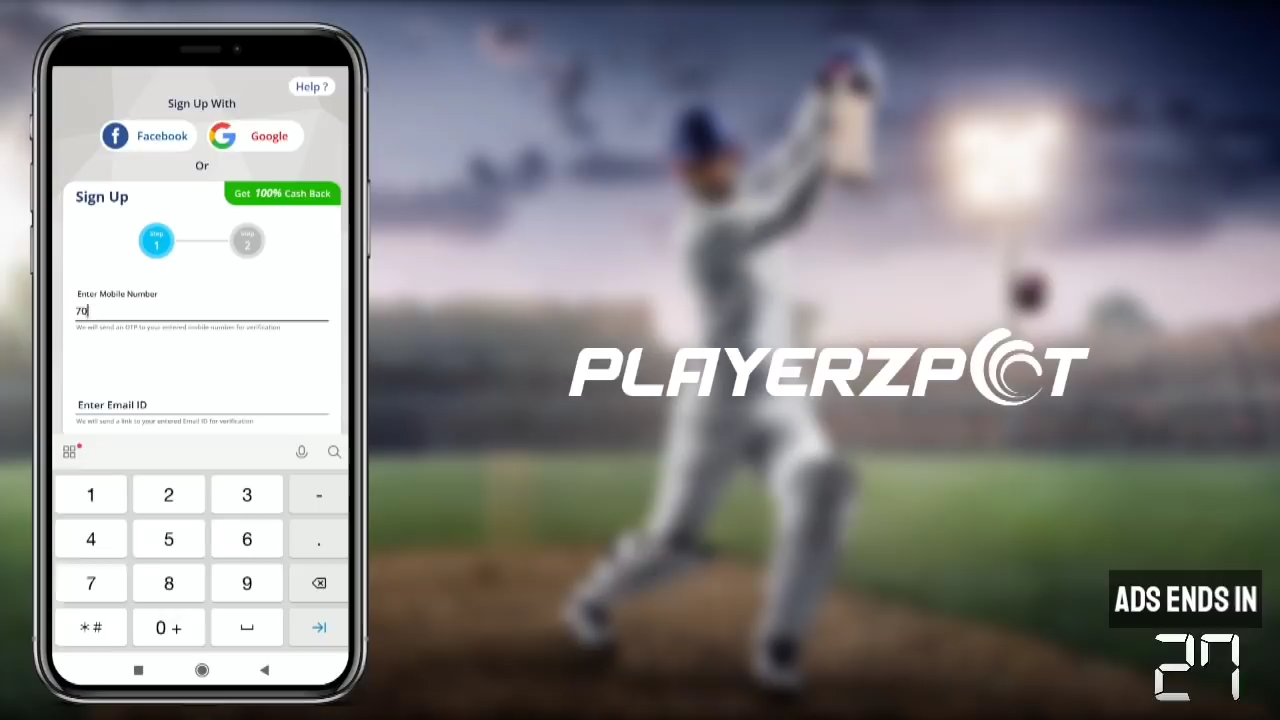 Help ?
Sign Up With
Facebook
Google
Or
Sign Up
Get 100% Cash Back
Step
1
Step
2
Enter Mobile Number
70
We will send an OTP to your entered mobile number for verification
Enter Email ID
We will send a link to your entered Email ID for verification
1 2 3 -
4 5 6 .
7 8 9
*# 0 +
PLAYERZPOT
ADS ENDS IN
27